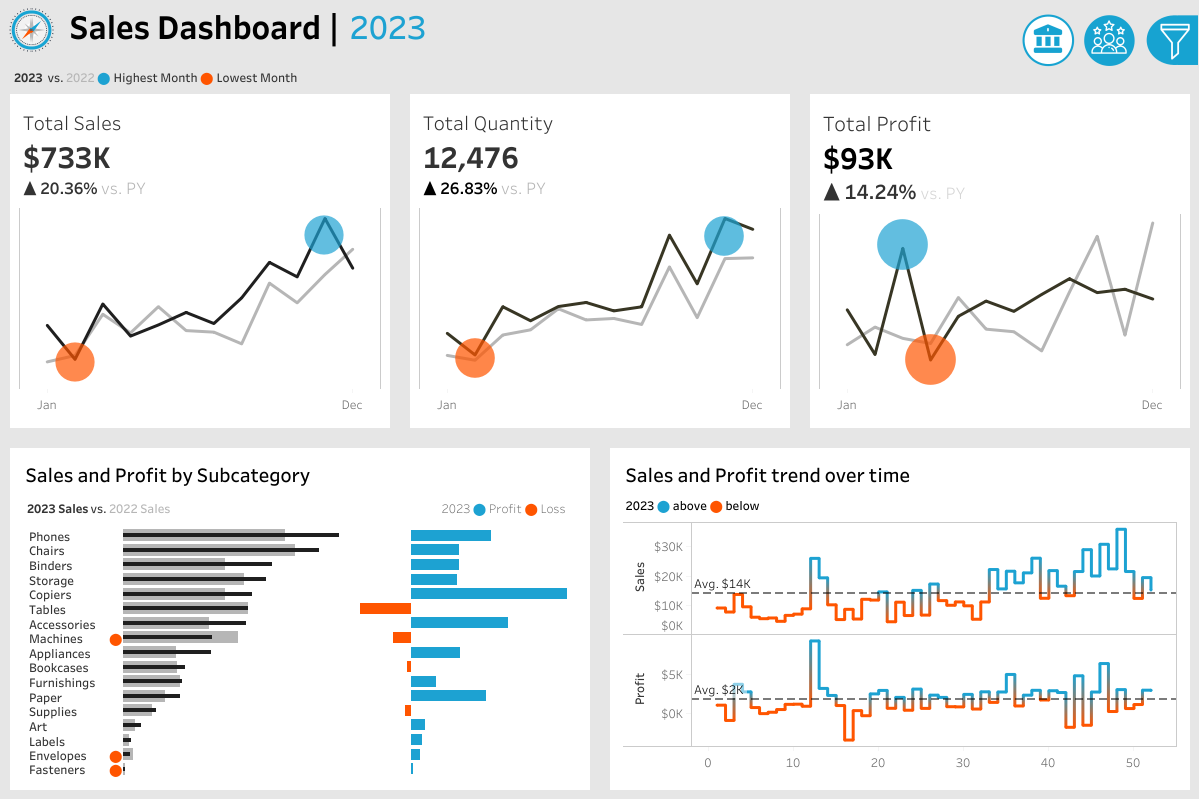 Sales Dashboard | 2023
2023 vs. 2022 Highest Month Lowest Month
Total Sales
$733K
▲ 20.36% vs. PY
Jan Dec
Total Quantity
12,476
▲ 26.83% vs. PY
Jan Dec
Total Profit
$93K
▲ 14.24% vs. PY
Jan Dec
Sales and Profit by Subcategory
2023 Sales vs. 2022 Sales
2023 Profit Loss
Phones
Chairs
Binders
Storage
Copiers
Tables
Accessories
Machines
Appliances
Bookcases
Furnishings
Paper
Supplies
Art
Labels
Envelopes
Fasteners
Sales and Profit trend over time
2023 above below
Sales
$30K
$20K
$10K
$0K
Avg. $14K
Profit
$5K
$0K
Avg. $2K
0 10 20 30 40 50